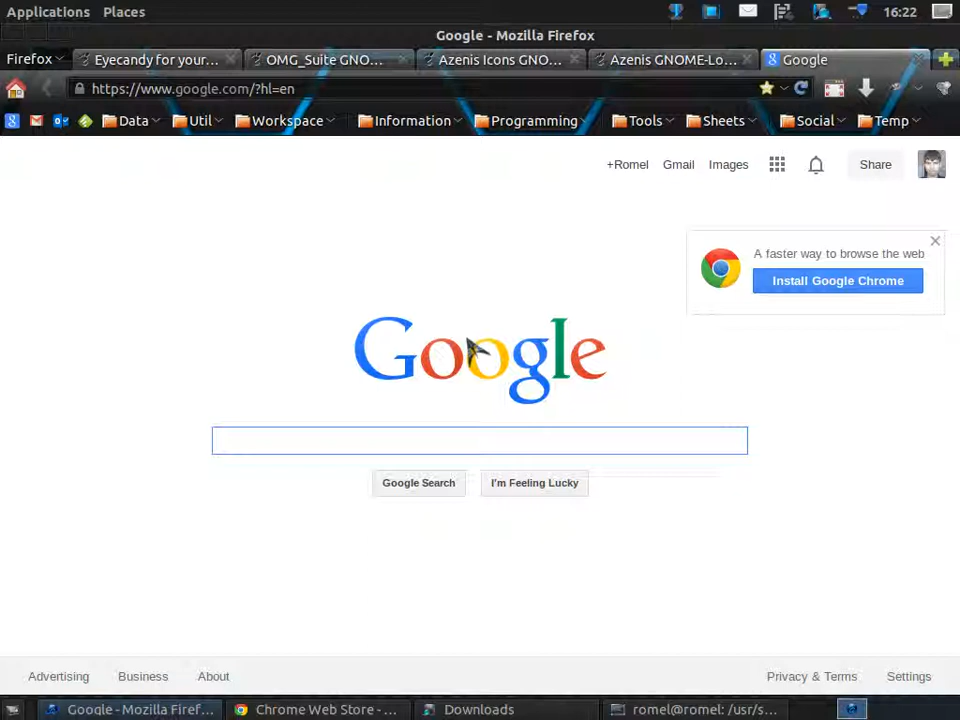 Applications Places 16:22
Google - Mozilla Firefox
Firefox Eyecandy for your... OMG_Suite GNO... Azenis Icons GNO... Azenis GNOME-Lo... Google
https://www.google.com/?hl=en
Data Util Workspace Information Programming Tools Sheets Social Temp
+Romel Gmail Images Share
A faster way to browse the web
Install Google Chrome
Google
Google Search I'm Feeling Lucky
Advertising Business About Privacy & Terms Settings
Google - Mozilla Firef... Chrome Web Store - ... Downloads romel@romel: /usr/s...